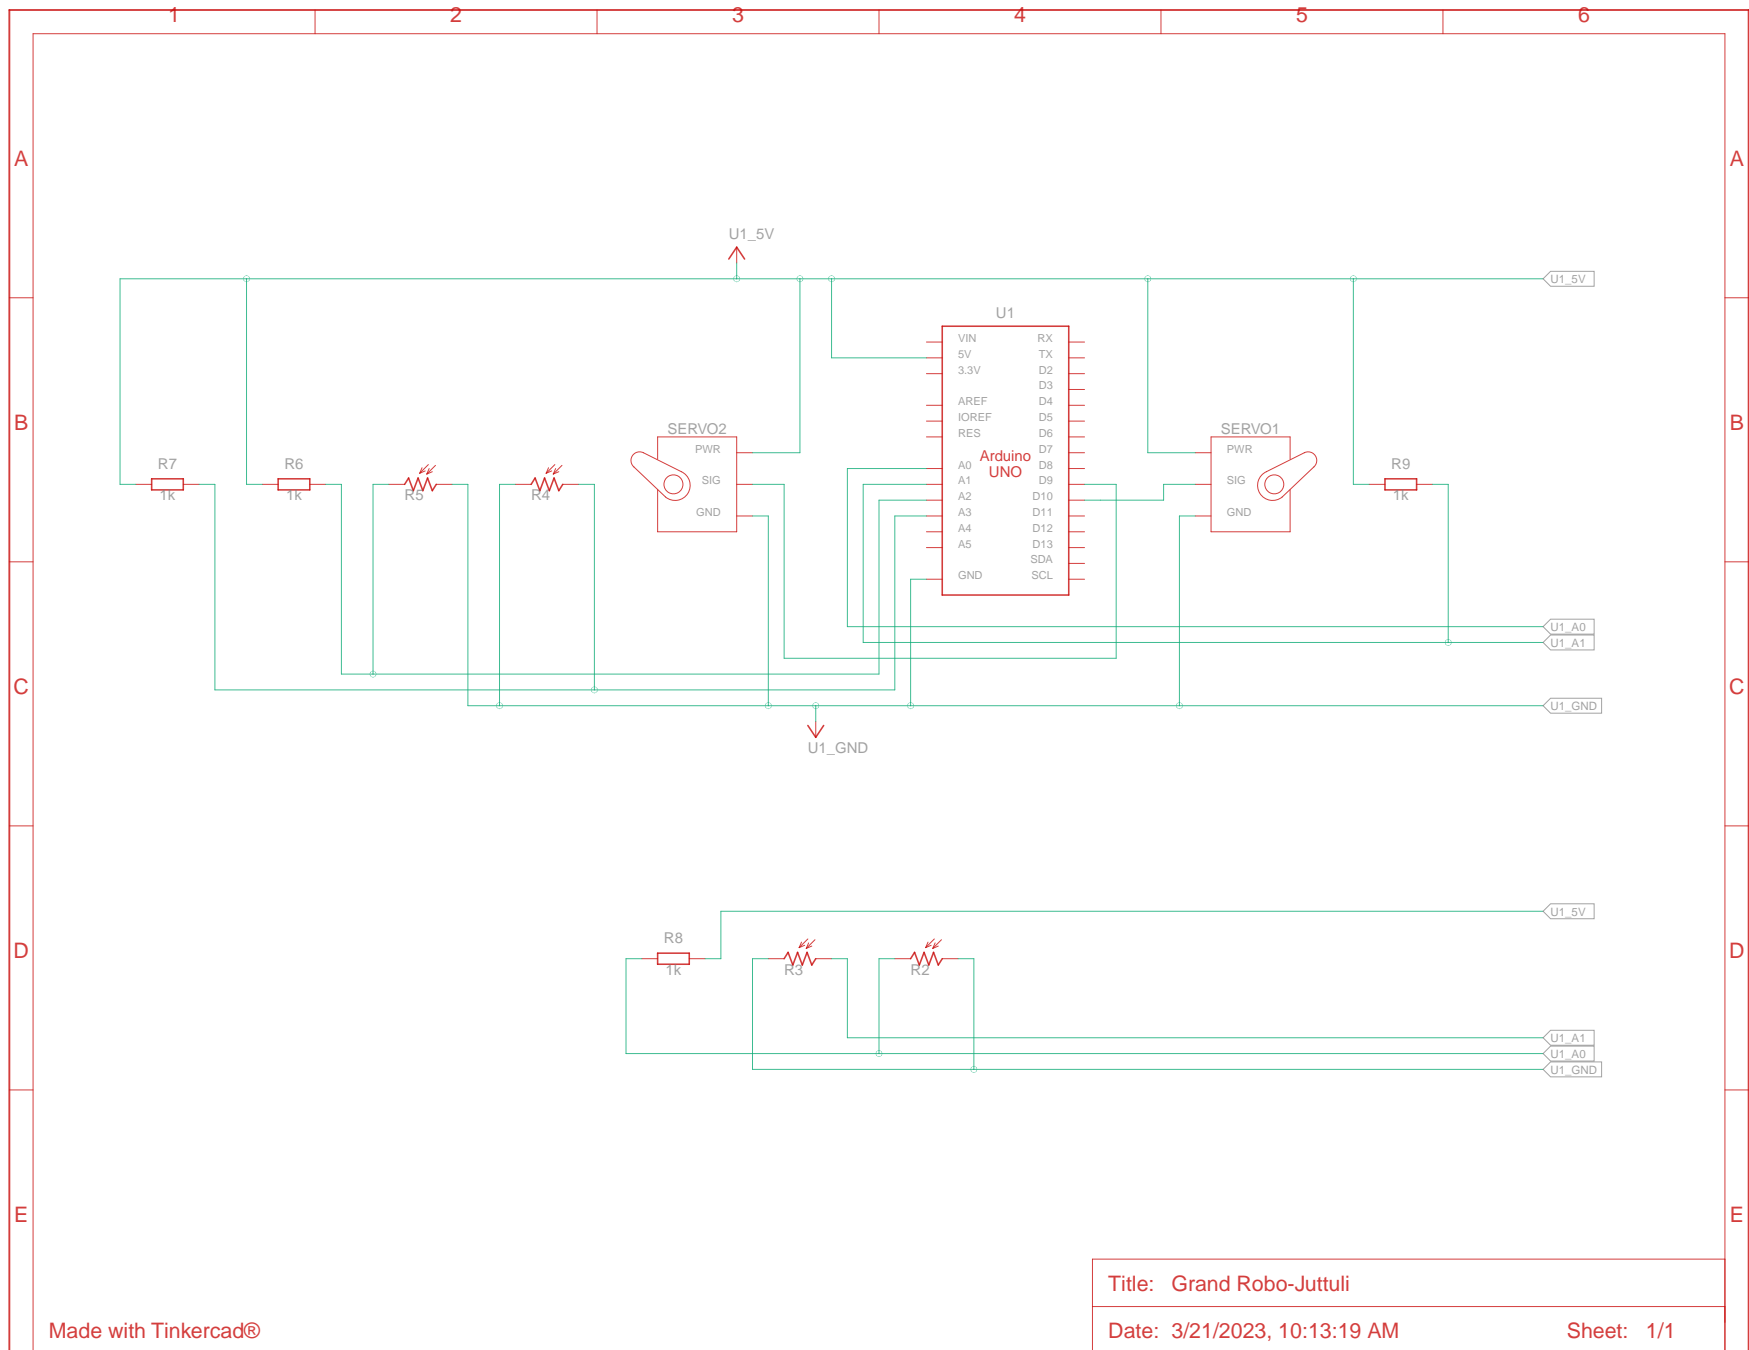 1 2 3 4 5 6
A A
U1_5V
U1_5V
B B
U1
VIN RX
5V TX
3.3V D2
D3
AREF D4
IOREF D5
RES D6
D7
A0 D8
A1 D9
A2 D10
A3 D11
A4 D12
A5 D13
SDA
GND SCL
Arduino
UNO
SERVO2
PWR
SIG
GND
SERVO1
PWR
SIG
GND
R7
1k
R6
1k
R5
R4
R9
1k
U1_A0
U1_A1
C C
U1_GND
U1_GND
U1_5V
D D
R8
1k
R3
R2
U1_A1
U1_A0
U1_GND
E E
Title: Grand Robo-Juttuli
Made with Tinkercad®
Date: 3/21/2023, 10:13:19 AM Sheet: 1/1